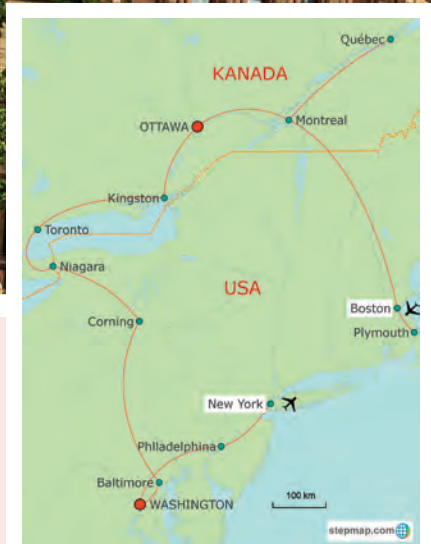 Québec
KANADA
OTTAWA
Montreal
Kingston
Toronto
Niagara
USA
Boston
Corning
Plymouth
New York
Philadelphina
Baltimore
WASHINGTON
100 km
stepmap.com